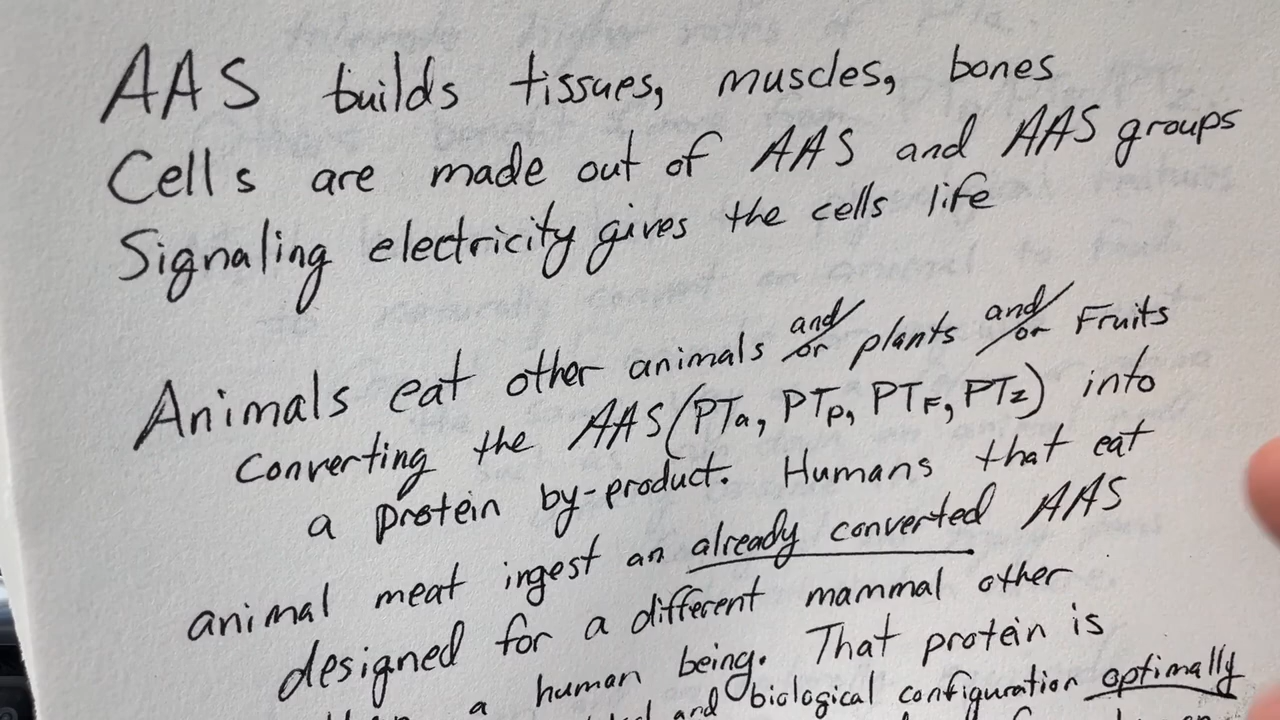 AAS builds tissues, muscles, bones
Cells are made out of AAS and AAS groups
Signaling electricity gives the cells life
Animals eat other animals and/or plants and/or Fruits
Converting the AAS (PTa, PTp, PTF, PTz) into
a protein by-product. Humans that eat
animal meat ingest an already converted AAS
designed for a different mammal other
a human being. That protein is
and biological configuration optimally